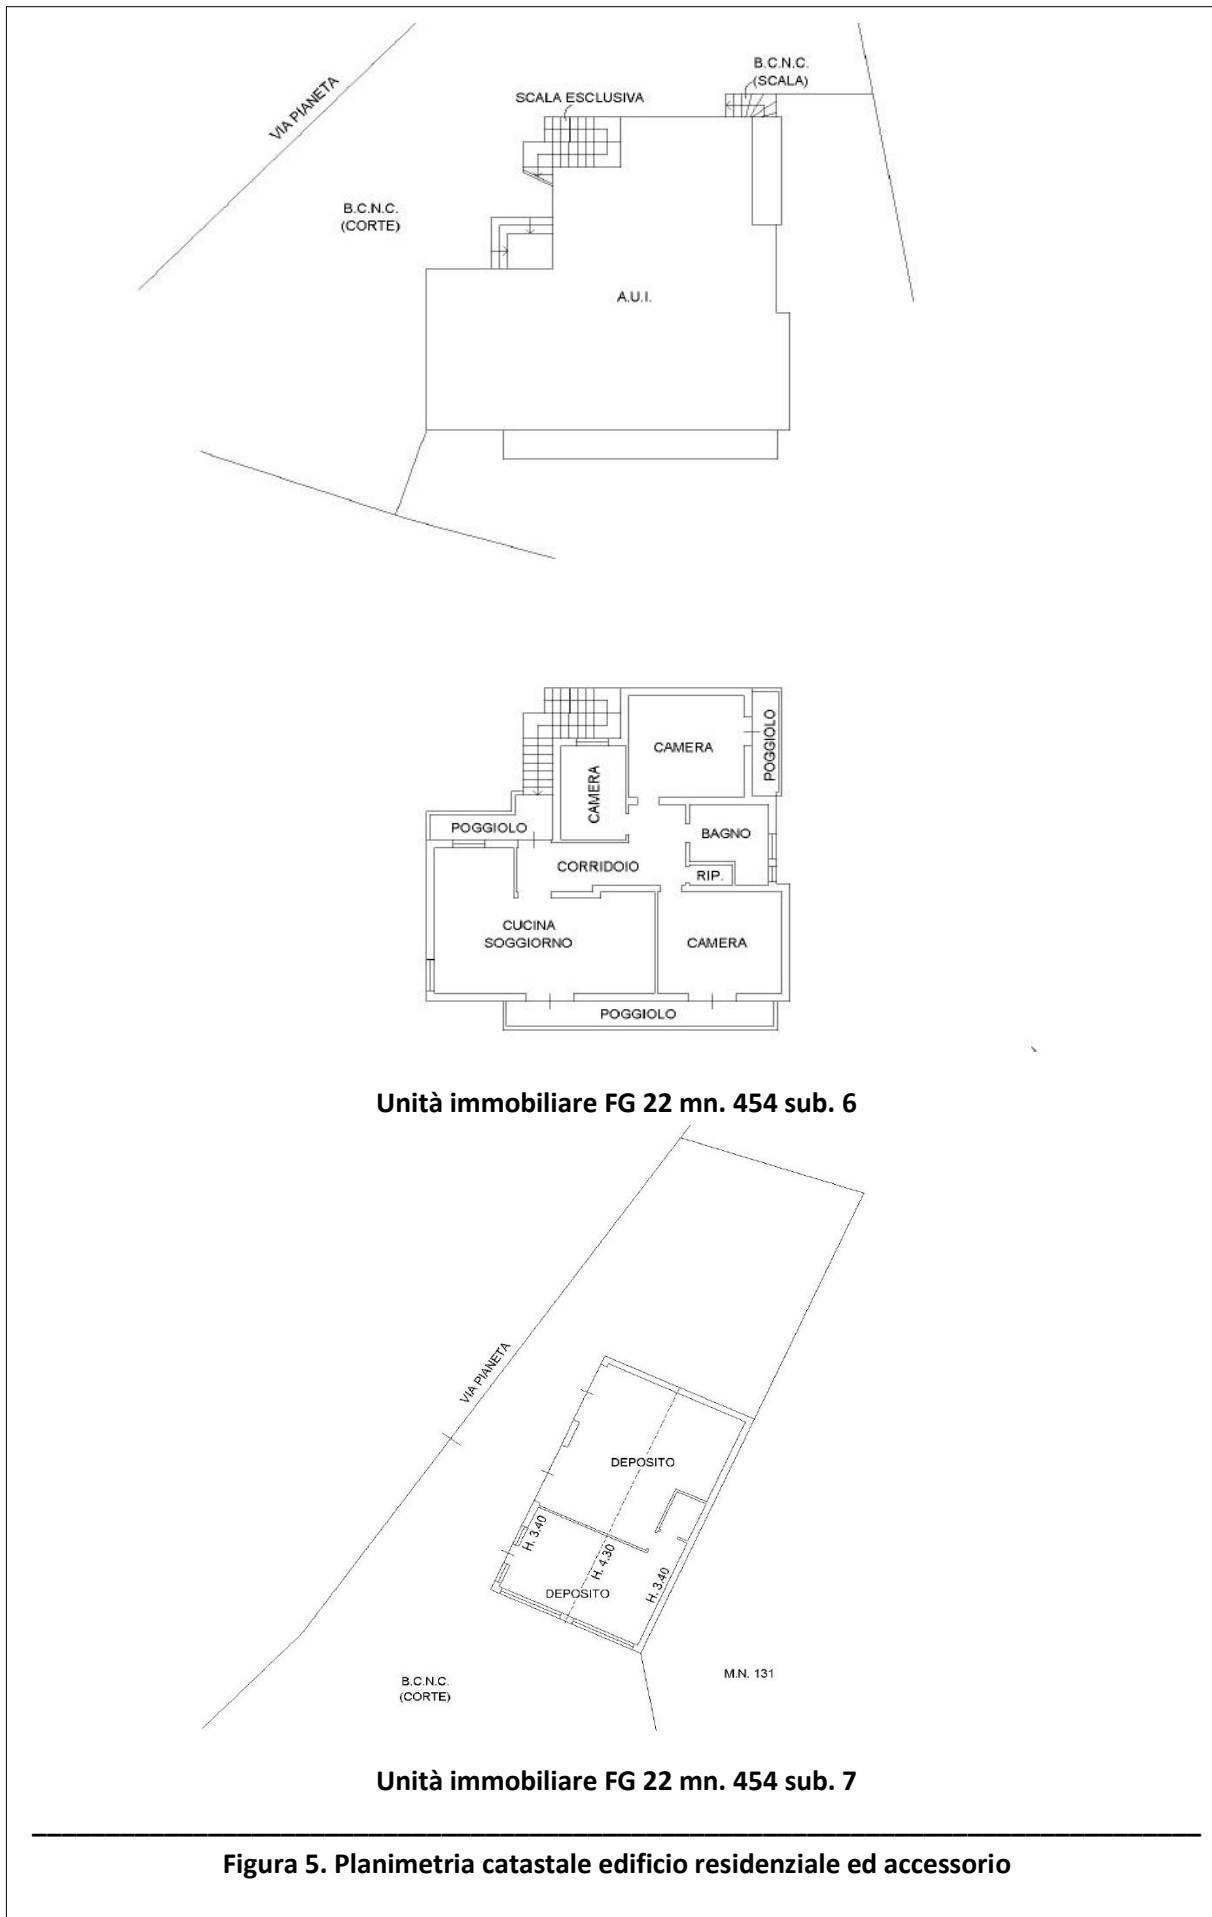 B.C.N.C.
(SCALA)
SCALA ESCLUSIVA
VIA PIANETA
B.C.N.C.
(CORTE)
A.U.I.
CAMERA
POGGIOLO
CAMERA
POGGIOLO
BAGNO
CORRIDOIO
RIP.
CUCINA
SOGGIORNO
CAMERA
POGGIOLO
Unità immobiliare FG 22 mn. 454 sub. 6
VIA PIANETA
DEPOSITO
H. 3.40
H. 4.30
H. 3.40
DEPOSITO
M.N. 131
B.C.N.C.
(CORTE)
Unità immobiliare FG 22 mn. 454 sub. 7
Figura 5. Planimetria catastale edificio residenziale ed accessorio